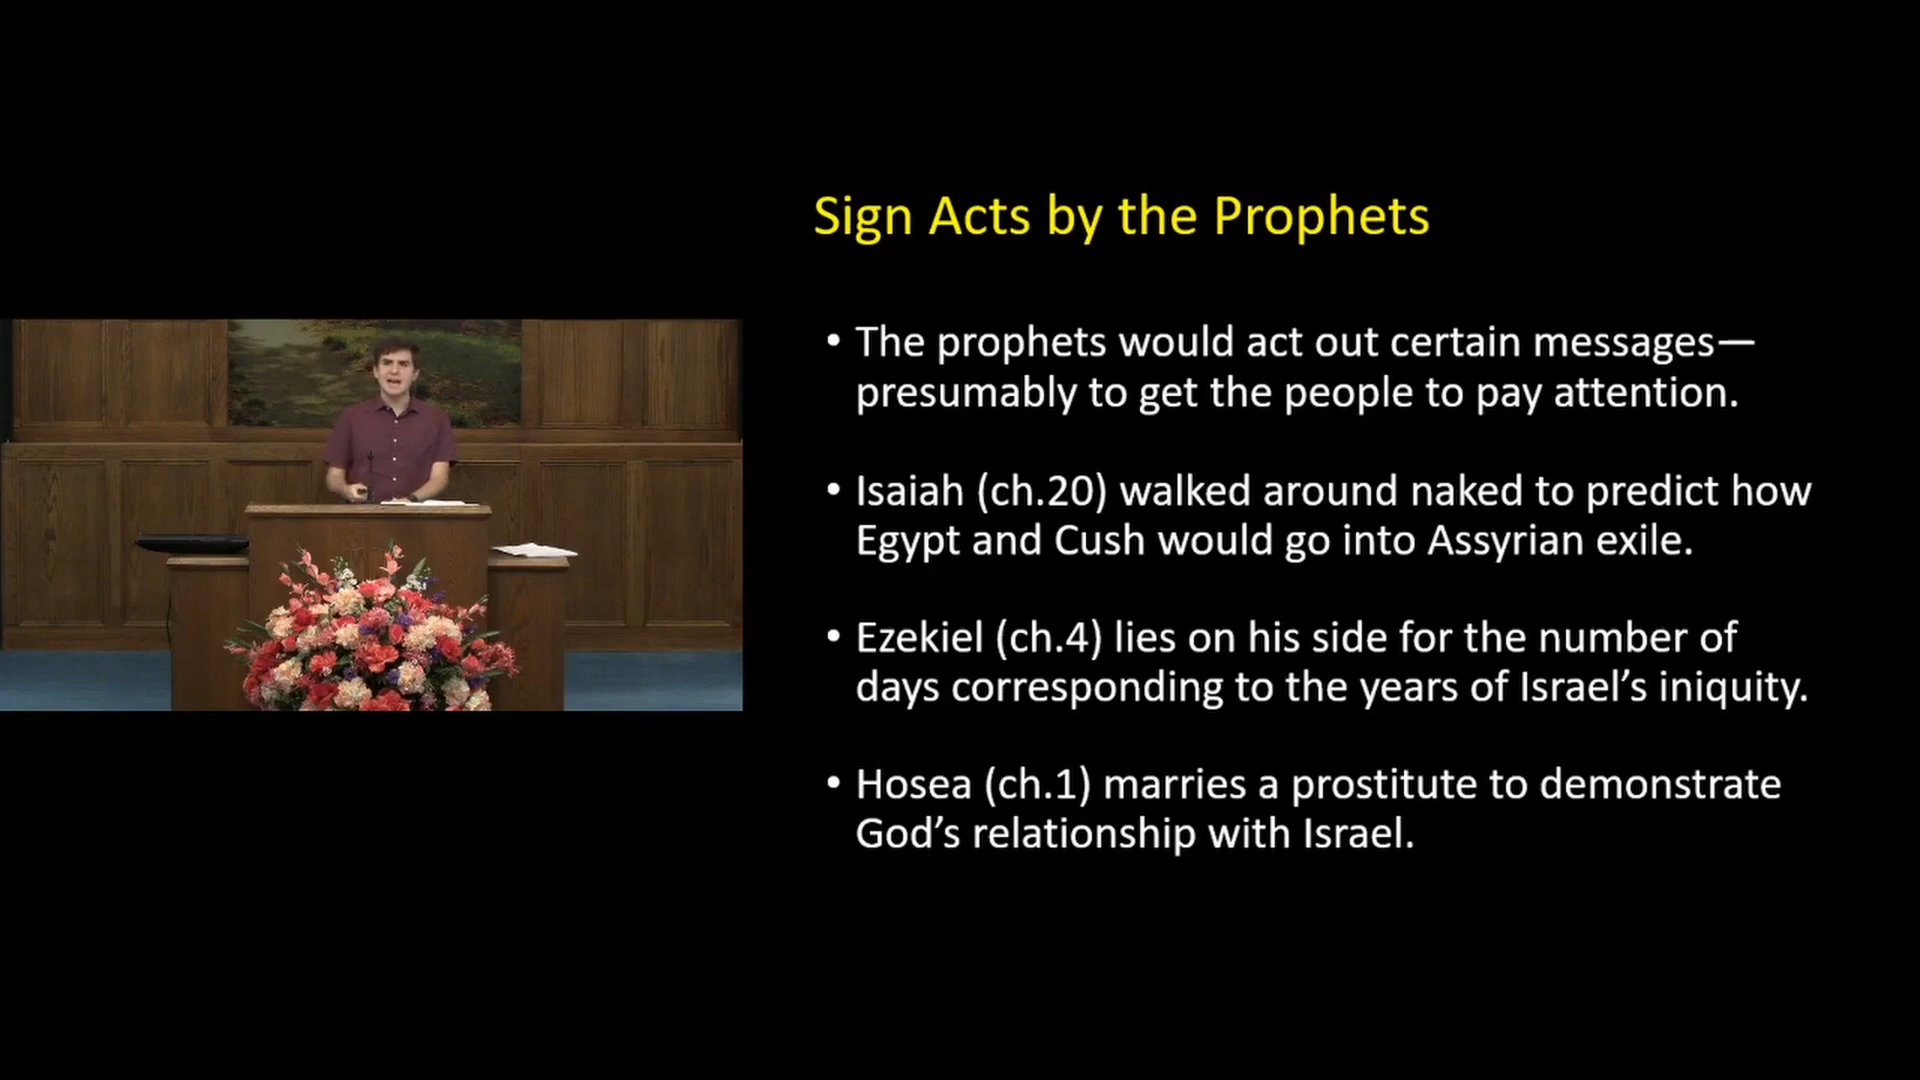 Sign Acts by the Prophets
• The prophets would act out certain messages—
presumably to get the people to pay attention.
• Isaiah (ch.20) walked around naked to predict how
Egypt and Cush would go into Assyrian exile.
• Ezekiel (ch.4) lies on his side for the number of
days corresponding to the years of Israel’s iniquity.
• Hosea (ch.1) marries a prostitute to demonstrate
God’s relationship with Israel.